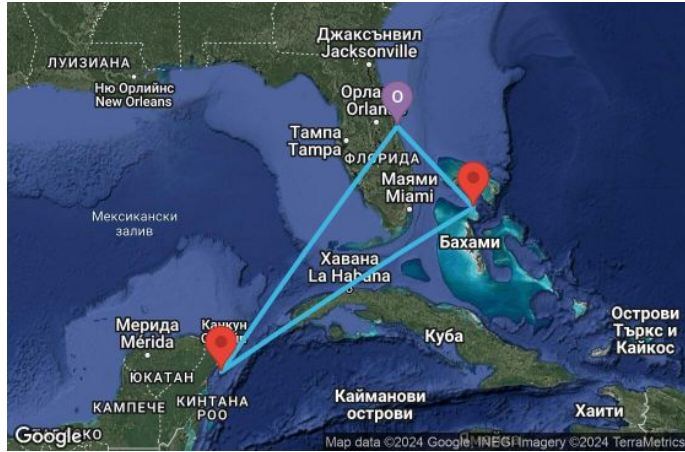 Джаксънвил
Jacksonville
ЛУИЗИАНА
Ню Орлийнс
New Orleans
Орла
Orlan
O
Тампа
Tampa
ФЛОРИДА
Маями
Miami
Мексикански
залив
Бахами
Хавана
La Habana
Мерида
Mérida
Канкун
Куба
Острови
Търкс и
Кайкос
ЮКАТАН
КАМПЕЧЕ
КИНТАНА
РОО
Кайманови
острови
Хаити
Google
Map data ©2024 Google, INEGI Imagery ©2024 TerraMetrics